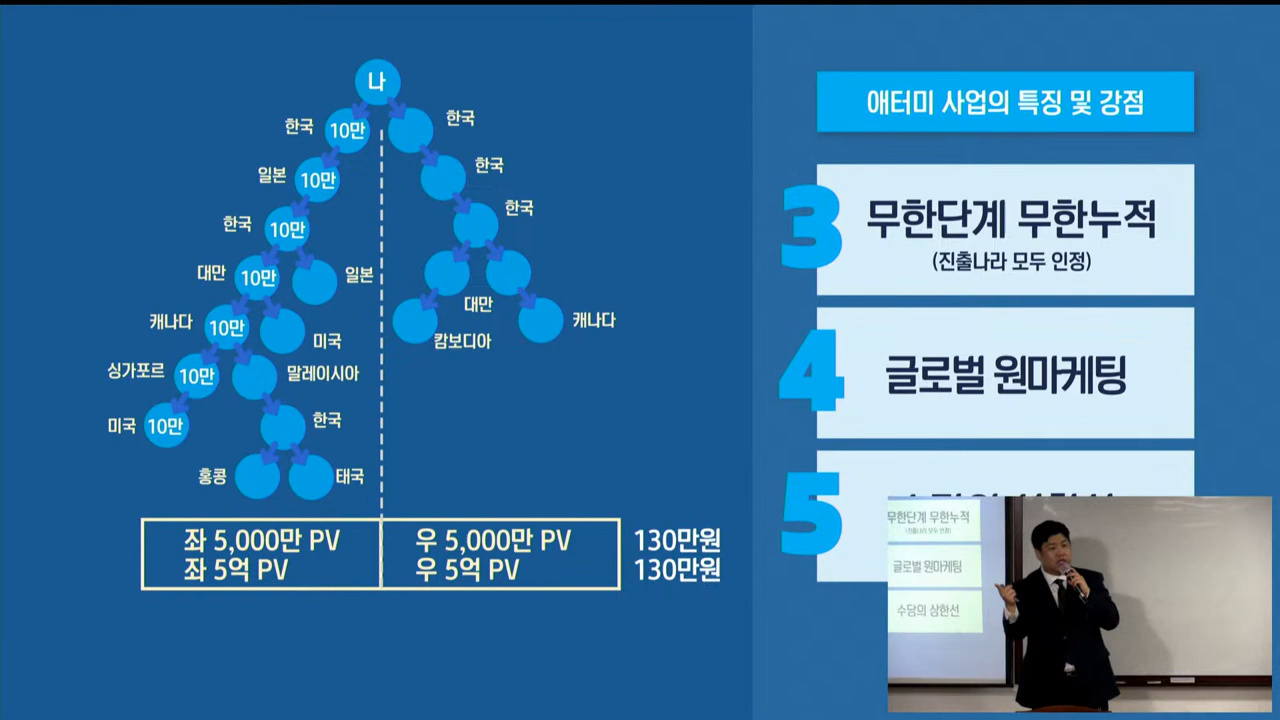 나
한국
10만
한국
일본
10만
한국
한국
10만
한국
대만
10만
일본
대만
캐나다
10만
미국
캄보디아
캐나다
싱가포르
10만
말레이시아
미국
10만
한국
홍콩
태국
좌 5,000만 PV
우 5,000만 PV
130만원
좌 5억 PV
우 5억 PV
130만원
애터미 사업의 특징 및 강점
3
무한단계 무한누적
(진출나라 모두 인정)
4
글로벌 원마케팅
5
무한단계 무한누적
(진출나라 모두 인정)
글로벌 원마케팅
수당의 상한선